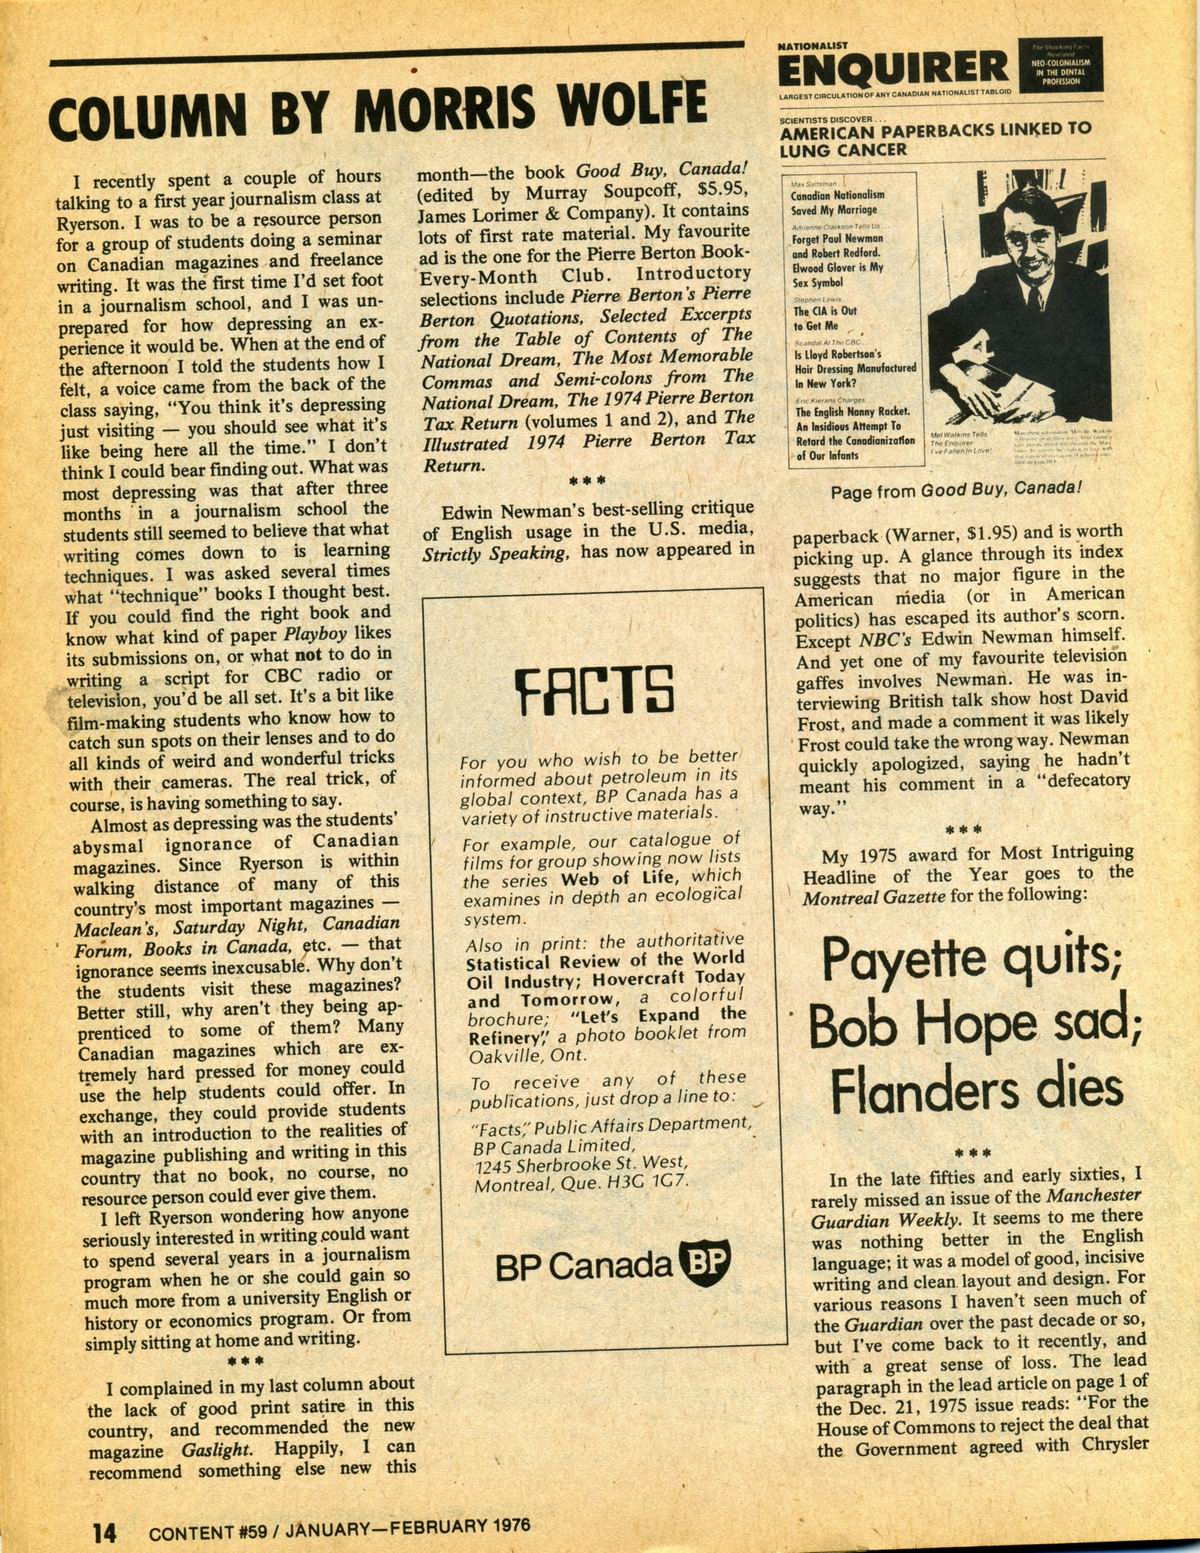 COLUMN BY MORRIS WOLFE
I recently spent a couple of hours
talking to a first year journalism class at
Ryerson. I was to be a resource person
for a group of students doing a seminar
on Canadian magazines and freelance
writing. It was the first time I'd set foot
in a journalism school, and I was un-
prepared for how depressing an ex-
perience it would be. When at the end of
the afternoon I told the students how I
felt, a voice came from the back of the
class saying, "You think it's depressing
just visiting — you should see what it's
like being here all the time." I don't
think I could bear finding out. What was
most depressing was that after three
months in a journalism school the
students still seemed to believe that what
writing comes down to is learning
techniques. I was asked several times
what "technique" books I thought best.
If you could find the right book and
know what kind of paper Playboy likes
its submissions on, or what not to do in
writing a script for CBC radio or
television, you'd be all set. It's a bit like
film-making students who know how to
catch sun spots on their lenses and to do
all kinds of weird and wonderful tricks
with their cameras. The real trick, of
course, is having something to say.
Almost as depressing was the students'
abysmal ignorance of Canadian
magazines. Since Ryerson is within
walking distance of many of this
country's most important magazines —
Maclean's, Saturday Night, Canadian
Forum, Books in Canada, etc. — that
ignorance seems inexcusable. Why don't
the students visit these magazines?
Better still, why aren't they being ap-
prenticed to some of them? Many
Canadian magazines which are ex-
tremely hard pressed for money could
use the help students could offer. In
exchange, they could provide students
with an introduction to the realities of
magazine publishing and writing in this
country that no book, no course, no
resource person could ever give them.
I left Ryerson wondering how anyone
seriously interested in writing could want
to spend several years in a journalism
program when he or she could gain so
much more from a university English or
history or economics program. Or from
simply sitting at home and writing.
***
I complained in my last column about
the lack of good print satire in this
country, and recommended the new
magazine Gaslight. Happily, I can
recommend something else new this
month—the book Good Buy, Canada!
(edited by Murray Soupcoff, $5.95,
James Lorimer & Company). It contains
lots of first rate material. My favourite
ad is the one for the Pierre Berton Book-
Every-Month Club. Introductory
selections include Pierre Berton's Pierre
Berton Quotations, Selected Excerpts
from the Table of Contents of The
National Dream, The Most Memorable
Commas and Semi-colons from The
National Dream, The 1974 Pierre Berton
Tax Return (volumes 1 and 2), and The
Illustrated 1974 Pierre Berton Tax
Return.
***
Edwin Newman's best-selling critique
of English usage in the U.S. media,
Strictly Speaking, has now appeared in
FACTS
For you who wish to be better
informed about petroleum in its
global context, BP Canada has a
variety of instructive materials.
For example, our catalogue of
films for group showing now lists
the series Web of Life, which
examines in depth an ecological
system.
Also in print: the authoritative
Statistical Review of the World
Oil Industry; Hovercraft Today
and Tomorrow, a colorful
brochure; "Let's Expand the
Refinery," a photo booklet from
Oakville, Ont.
To receive any of these
publications, just drop a line to:
"Facts," Public Affairs Department,
BP Canada Limited,
1245 Sherbrooke St. West,
Montreal, Que. H3G 1G7.
BP Canada BP
NATIONALIST
ENQUIRER
LARGEST CIRCULATION OF ANY CANADIAN NATIONALIST TABLOID
The Shocking Facts
Revealed
NEO-COLONIALISM
IN THE DENTAL
PROFESSION
SCIENTISTS DISCOVER . . .
AMERICAN PAPERBACKS LINKED TO
LUNG CANCER
Max Saltsman...
Canadian Nationalism
Saved My Marriage
Adrienne Clarkson Tells Us...
Forget Paul Newman
and Robert Redford.
Elwood Glover is My
Sex Symbol
Stephen Lewis...
The CIA is Out
to Get Me
Scandal At The CBC...
Is Lloyd Robertson's
Hair Dressing Manufactured
In New York?
Eric Kierans Charges
The English Nanny Racket.
An Insidious Attempt To
Retard the Canadianization
of Our Infants
Mel Watkins Tells
The Enquirer
I've Fallen In Love!
Page from Good Buy, Canada!
paperback (Warner, $1.95) and is worth
picking up. A glance through its index
suggests that no major figure in the
American media (or in American
politics) has escaped its author's scorn.
Except NBC's Edwin Newman himself.
And yet one of my favourite television
gaffes involves Newman. He was in-
terviewing British talk show host David
Frost, and made a comment it was likely
Frost could take the wrong way. Newman
quickly apologized, saying he hadn't
meant his comment in a "defecatory
way."
***
My 1975 award for Most Intriguing
Headline of the Year goes to the
Montreal Gazette for the following:
Payette quits;
Bob Hope sad;
Flanders dies
***
In the late fifties and early sixties, I
rarely missed an issue of the Manchester
Guardian Weekly. It seems to me there
was nothing better in the English
language; it was a model of good, incisive
writing and clean layout and design. For
various reasons I haven't seen much of
the Guardian over the past decade or so,
but I've come back to it recently, and
with a great sense of loss. The lead
paragraph in the lead article on page 1 of
the Dec. 21, 1975 issue reads: "For the
House of Commons to reject the deal that
the Government agreed with Chrysler
14 CONTENT #59 / JANUARY—FEBRUARY 1976